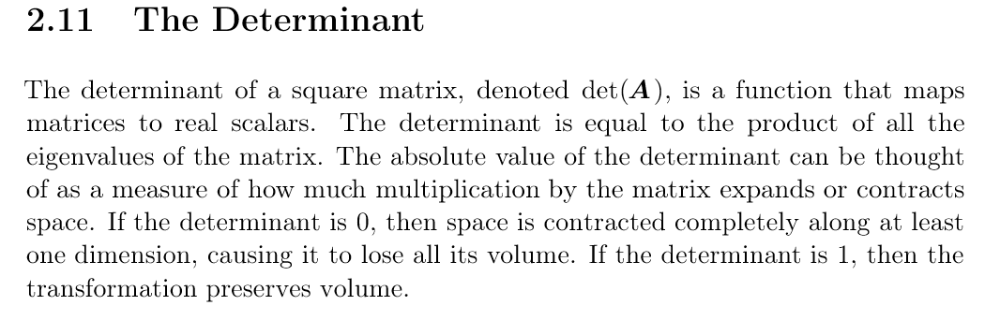 2.11 The Determinant
The determinant of a square matrix, denoted det(A), is a function that maps
matrices to real scalars. The determinant is equal to the product of all the
eigenvalues of the matrix. The absolute value of the determinant can be thought
of as a measure of how much multiplication by the matrix expands or contracts
space. If the determinant is 0, then space is contracted completely along at least
one dimension, causing it to lose all its volume. If the determinant is 1, then the
transformation preserves volume.